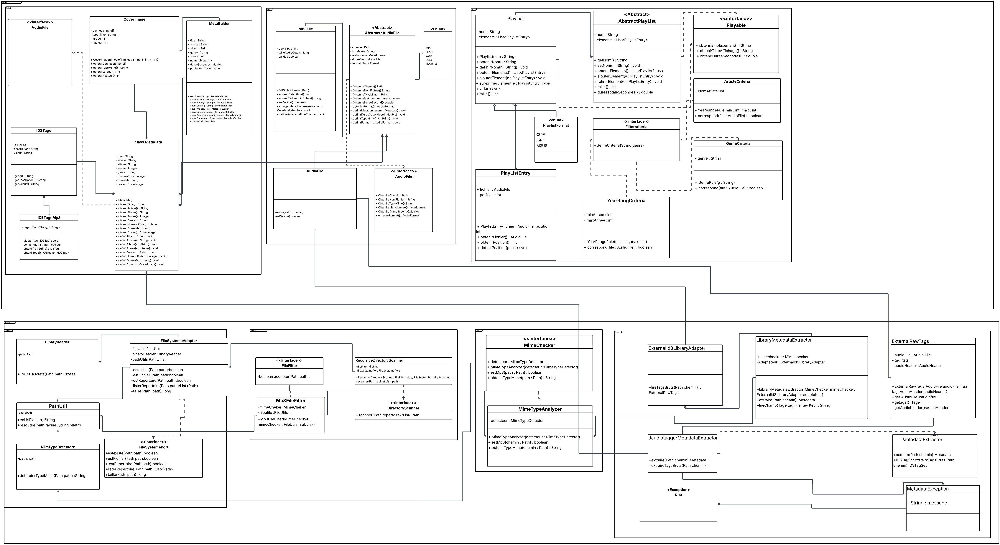 Modele
<<interface>>
AudioFile
CoverImage
- donnees : byte[]
- typeMime : String
- largeur : int
- hauteur : int
+ CoverImage(d : byte[], mime : String, l : int, h : int)
+ obtenirDonnees() : byte[]
+ obtenirTypeMime() : String
+ obtenirLargeur() : int
+ obtenirHauteur() : int
MetaBulder
- titre : String
- artiste : String
- album : String
- genre : String
- annee : int
- numeroPiste : int
- dureeSecondes : double
- pochette : CoverImage
+ avecTitre(t : String) : MetadataBuilder
+ avecArtiste(a : String) : MetadataBuilder
+ avecAlbum(a : String) : MetadataBuilder
+ avecGenre(g : String) : MetadataBuilder
+ avecAnnee(y : int) : MetadataBuilder
+ avecNumeroPiste(n : int) : MetadataBuilder
+ avecDureeSecondes(d : double) : MetadataBuilder
+ avecPochette(c : CoverImage) : MetadataBuilder
+ construire() : Metadata
ID3Tage
- id : String
- description : String
- valeur : String
+ getId() : String
+ getDescription() : String
+ getValeur() : String
IDETageMp3
- tags : Map<String, ID3Tag>
+ ajouter(tag : ID3Tag) : void
+ contient(id : String) : boolean
+ obtenir(id : String) : ID3Tag
+ obtenirTous() : Collection<ID3Tag>
class Metadata
- titre : String
- artiste : String
- album : String
- annee : Integer
- genre : String
- numeroPiste : Integer
- dureeMs : Long
- cover : CoverImage
+ Metadata()
+ obtenirTitre() : String
+ obtenirArtiste() : String
+ obtenirAlbum() : String
+ obtenirAnnee() : Integer
+ obtenirGenre() : String
+ obtenirNumeroPiste() : Integer
+ obtenirDureeMs() : Long
+ obtenirCover() : CoverImage
+ definirTitre(t : String) : void
+ definirArtiste(a : String) : void
+ definirAlbum(al : String) : void
+ definirAnnee(a : Integer) : void
+ definirGenre(g : String) : void
+ definirNumeroPiste(n : Integer) : void
+ definirDureeMs(d : Long) : void
+ definirCover(c : CoverImage) : void
MP3File
- debitKbps : int
- tailleAudioOctets : long
- valide : boolean
+ MP3File(chemin : Path)
+ obtenirDebitKbps() : int
+ obtenirTailleAudioOctets() : long
+ estValide() : boolean
+ chargerMetadonnees(extracteur :
MetadataExtractor) : void
+ valider(mime : MimeChecker) : void
<Abstract>
AbstracteAudioFile
- chemin : Path
- typeMime :String
- metadonne :Metadonnee
- dureeSecond :double
- format :AudioFormat
+ ObtenireChemin():Path
+ ObtenireNomFichier():String
+ ObtenireTypeMime():String
+ ObtenireMetadonnee():metadonnee
+ ObtenireDureeSecond():double
+ obtenireFormat() : AudioFormat
+ definirMetadonnees(m : Metadata) : void
+ definirDureeSecondes(d : double) : void
+ definirTypeMime(mt : String) : void
+ definirFormat(f : AudioFormat) : void
<Enum>
MP3
FLAC
WAV
OGG
Inconue
AudioFile
+Audio(Path : chemin)
+estValide():boolean
<<interface>>
AudioFile
+ ObtenireChemin():Path
+ ObtenireNomFichier():String
+ ObtenireTypeMime():String
+ ObtenireMetadonnee():metadonnee
+ ObtenireDureeSecond():double
+ obtenireFormat() : AudioFormat
PlayList
- nom : String
- elements : List<PlaylistEntry>
+ Playlist(nom : String)
+ obtenirNom() : String
+ definirNom(n : String) : void
+ obtenirElements() : List<PlaylistEntry>
+ ajouterElement(e : PlaylistEntry) : void
+ supprimerElement(e : PlaylistEntry) : void
+ vider() : void
+ taille() : int
<Abstract>
AbstractPlayList
- nom : String
- elements : List<PlaylistEntry>
+ getNom() : String
+ setNom(n : String) : void
+ obtenirElements() : List<PlaylistEntry>
+ ajouterElement(e : PlaylistEntry) : void
+ retirerElement(e : PlaylistEntry) : void
+ taille() : int
+ dureeTotaleSecondes() : double
<<interface>>
Playable
+ obtenirEmplacement() : String
+ obtenirTitreAffichage() : String
+ obtenirDureeSecondes() : double
ArtisteCriteria
- NomArtiste: int
+ YearRangeRule(min : int, max : int)
+ correspond(file : AudioFile) : boolean
<enum>
PlaylistFormat
XSPF
JSPF
M3U8
<<interface>>
Filtercriteria
+GenreCriteria(String genre)
GenreCriteria
- genre : String
+ GenreRule(g : String)
+ correspond(file : AudioFile) : boolean
PlayListEntry
- fichier : AudioFile
- position : int
+ PlaylistEntry(fichier : AudioFile, position :
int)
+ obtenirFichier() : AudioFile
+ obtenirPosition() : int
+ definirPosition(p : int) : void
YearRangCriteria
- minAnnee : int
- maxAnnee : int
+ YearRangeRule(min : int, max : int)
+ correspond(file : AudioFile) : boolean
Service
BinaryReader
+path :Path
+lireTousOctets(Path path) :bytes
FileSystemeAdapter
-fileUtils FileUtils
-binaryReader :BinaryReader
-pathUtils PathUtils;
+estexiste(Path path):boolean
+estFichier(Path path:boolean
+estRepertoire(Path path):boolean
+listerRepertoire(Path path):List<Path>
+taille(Path path): long
PathUtil
-path :Path
+enUriFichier():String
+resoudre(path racine ,String relatif)
MimTypeDetectore
-path: path
+detercterTypeMime(Path path) :String
<<Interface>>
FileSystemePort
+estexiste(Path path):boolean
+estFichier(Path path:boolean
+ estRepertoire(Path path):boolean
+listerRepertoire(Path path):List<Path>
+taille(Path path): long
scanner
<<Interface>>
FileFilter
-boolean accepter(Path path);
RecursiveDirectoryScanner
-fileFilter:FileFilter
-fileSystemePort:FileSystemePort
+RecursiveDirectoryScanner(FileFilter filtre, FileSystemPort fileSystem)
+scanner(Path racine):List<path>
Mp3FileFilter
-mimeCheker :MimeCheker
-fileutile :FileUtile
+Mp3FileFilter(MimeChecker
mimeChecker, FileUtils fileUtils)
<<Interface>>
DirectoryScanner
+scanner(Path repertoire) :List<Path>
<<interface>>
MimeChecker
+ detecteur : MimeTypeDetector
+ MimeTypeAnalyzer(detecteur :MimeTypeDetector)
+ estMp3(path : Path) : boolean
+ obtenirTypeMime(path : Path) : String
MimeTypeAnalyzer
- detecteur : MimeTypeDetector
+ MimeTypeAnalyzer(detecteur : MimeTypeDetector)
+ estMp3(chemin : Path) : boolean
+ obtenirTypeMime(chemin : Path) : String
ExternalId3LibraryAdapter
+lireTagsBruts(Path chemin) :
ExternalRawTags
LibraryMetadataExtractor
-mimechecker : Mimechecker
-Adaptateur: ExternalId3LibraryAdapter
+LibraryMetadataExtractor(MimeChecker mimeChecker,
ExternalId3LibraryAdapter adaptateur)
+extraire(Path chemin) :Metadata
+lireChamp(Tage tag ,FielKey Key) : String
ExternalRawTags
- audioFile : Audio File
- tag :tag
- audioHeader :AudioHeader
+ExternalRawTags(AudioFile audioFile, Tag
tag, AudioHeader audioHeader)
+get AudioFile():audiofile
+getage() :Tage
+getAudioheader():audioHeader
JaudiotaggerMetadataExtractor
+extraire(Path chemin):Metadata
+extraireTagsBruts(Path chemin)
MetadataExtractor
+extraire(Path chemin):Metadata
+ID3TagSet extraireTagsBruts(Path
chemin):ID3TagSet
<Exception>
Run
MetadataException
- String : message